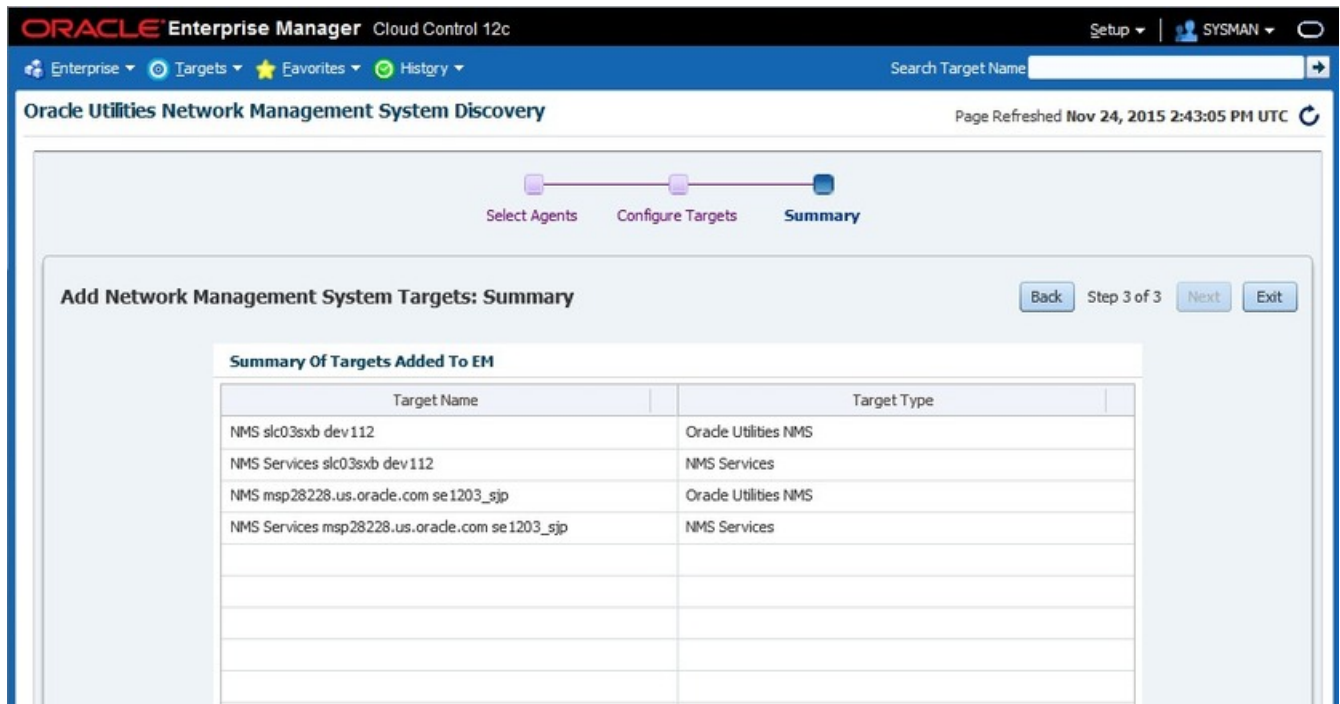 ORACLE Enterprise Manager Cloud Control 12c Setup SYSMAN
Enterprise Targets Favorites History Search Target Name
Oracle Utilities Network Management System Discovery Page Refreshed Nov 24, 2015 2:43:05 PM UTC
Select Agents Configure Targets Summary
Add Network Management System Targets: Summary Back Step 3 of 3 Next Exit
Summary Of Targets Added To EM
Target Name Target Type
NMS slc03sxb dev112 Oracle Utilities NMS
NMS Services slc03sxb dev112 NMS Services
NMS msp28228.us.oracle.com se1203_sjp Oracle Utilities NMS
NMS Services msp28228.us.oracle.com se1203_sjp NMS Services